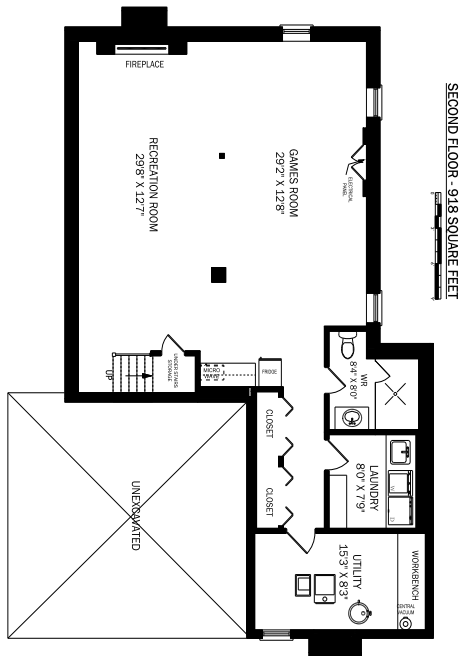 SECOND FLOOR - 918 SQUARE FEET
FIREPLACE
RECREATION ROOM
29'8" X 12'7"
GAMES ROOM
29'2" X 12'8"
ELECTRICAL
PANEL
UP
UNDER STAIRS
STORAGE
MICRO
WAVE
FRIDGE
WR
8'4" X 8'0"
CLOSET
CLOSET
LAUNDRY
8'0" X 7'9"
UNEXCAVATED
UTILITY
15'3" X 8'3"
WORKBENCH
CENTRAL
VACUUM